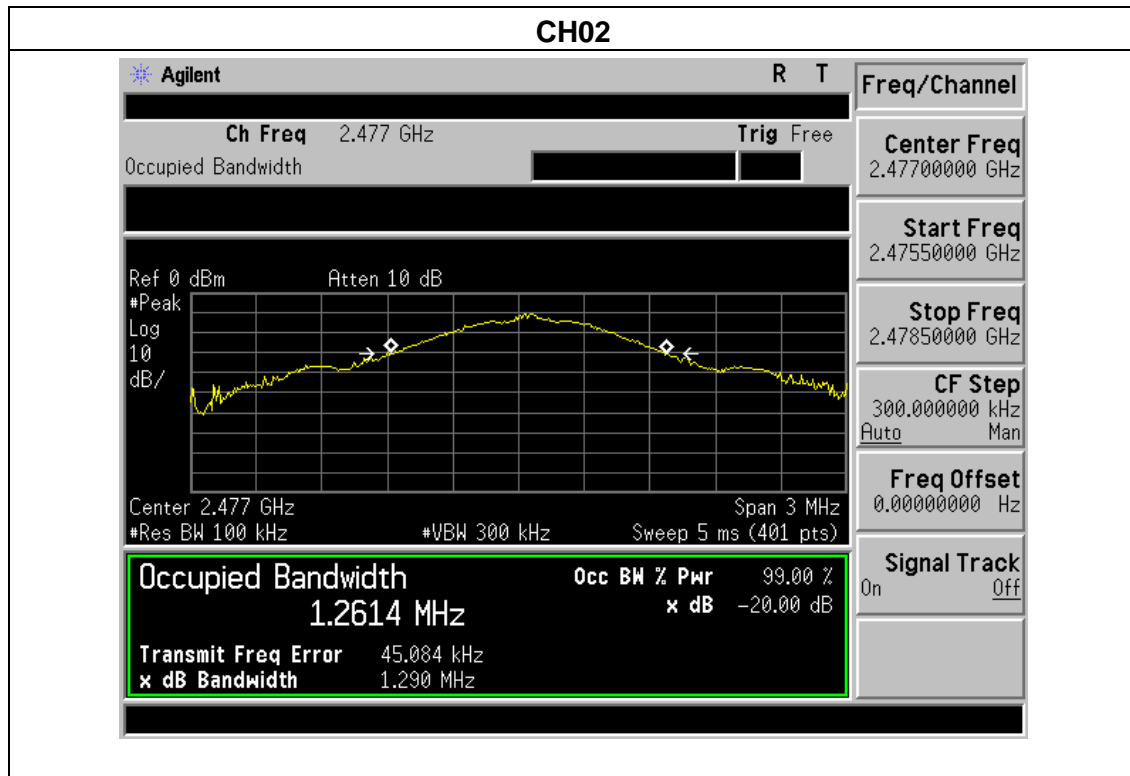 CH02
Agilent R T
Ch Freq 2.477 GHz Trig Free
Occupied Bandwidth
Ref 0 dBm Atten 10 dB
#Peak
Log
10
dB/
Center 2.477 GHz Span 3 MHz
#Res BW 100 kHz #VBW 300 kHz Sweep 5 ms (401 pts)
Occupied Bandwidth
1.2614 MHz
Occ BW % Pwr 99.00 %
x dB -20.00 dB
Transmit Freq Error 45.084 kHz
x dB Bandwidth 1.290 MHz
Freq/Channel
Center Freq
2.47700000 GHz
Start Freq
2.47550000 GHz
Stop Freq
2.47850000 GHz
CF Step
300.000000 kHz
Auto Man
Freq Offset
0.00000000 Hz
Signal Track
On Off